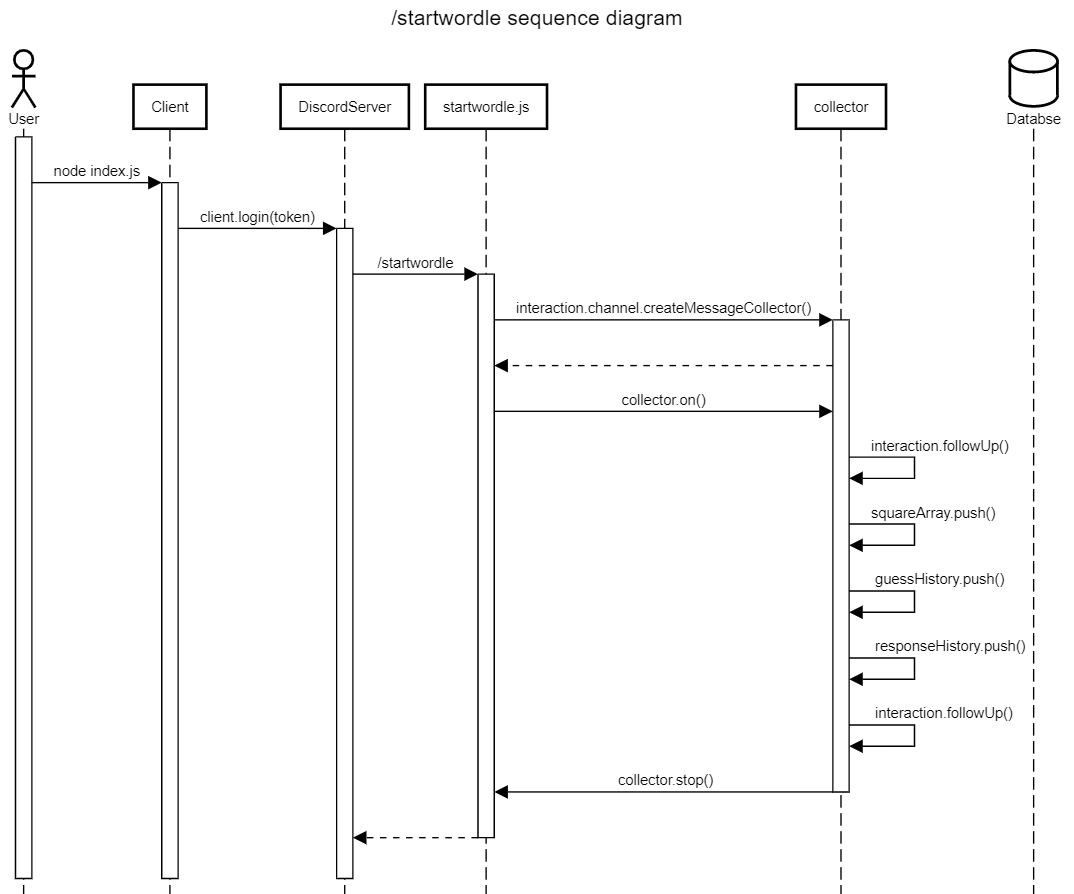 /startwordle sequence diagram
User
Client
DiscordServer
startwordle.js
collector
Databse
node index.js
client.login(token)
/startwordle
interaction.channel.createMessageCollector()
collector.on()
interaction.followUp()
squareArray.push()
guessHistory.push()
responseHistory.push()
interaction.followUp()
collector.stop()